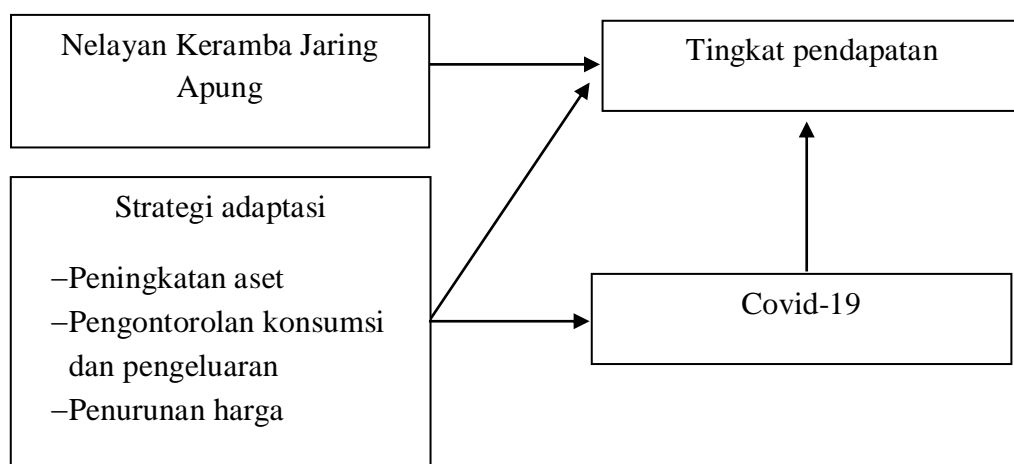 Nelayan Keramba Jaring
Apung
Tingkat pendapatan
Strategi adaptasi
–Peningkatan aset
–Pengontorolan konsumsi
dan pengeluaran
–Penurunan harga
Covid-19